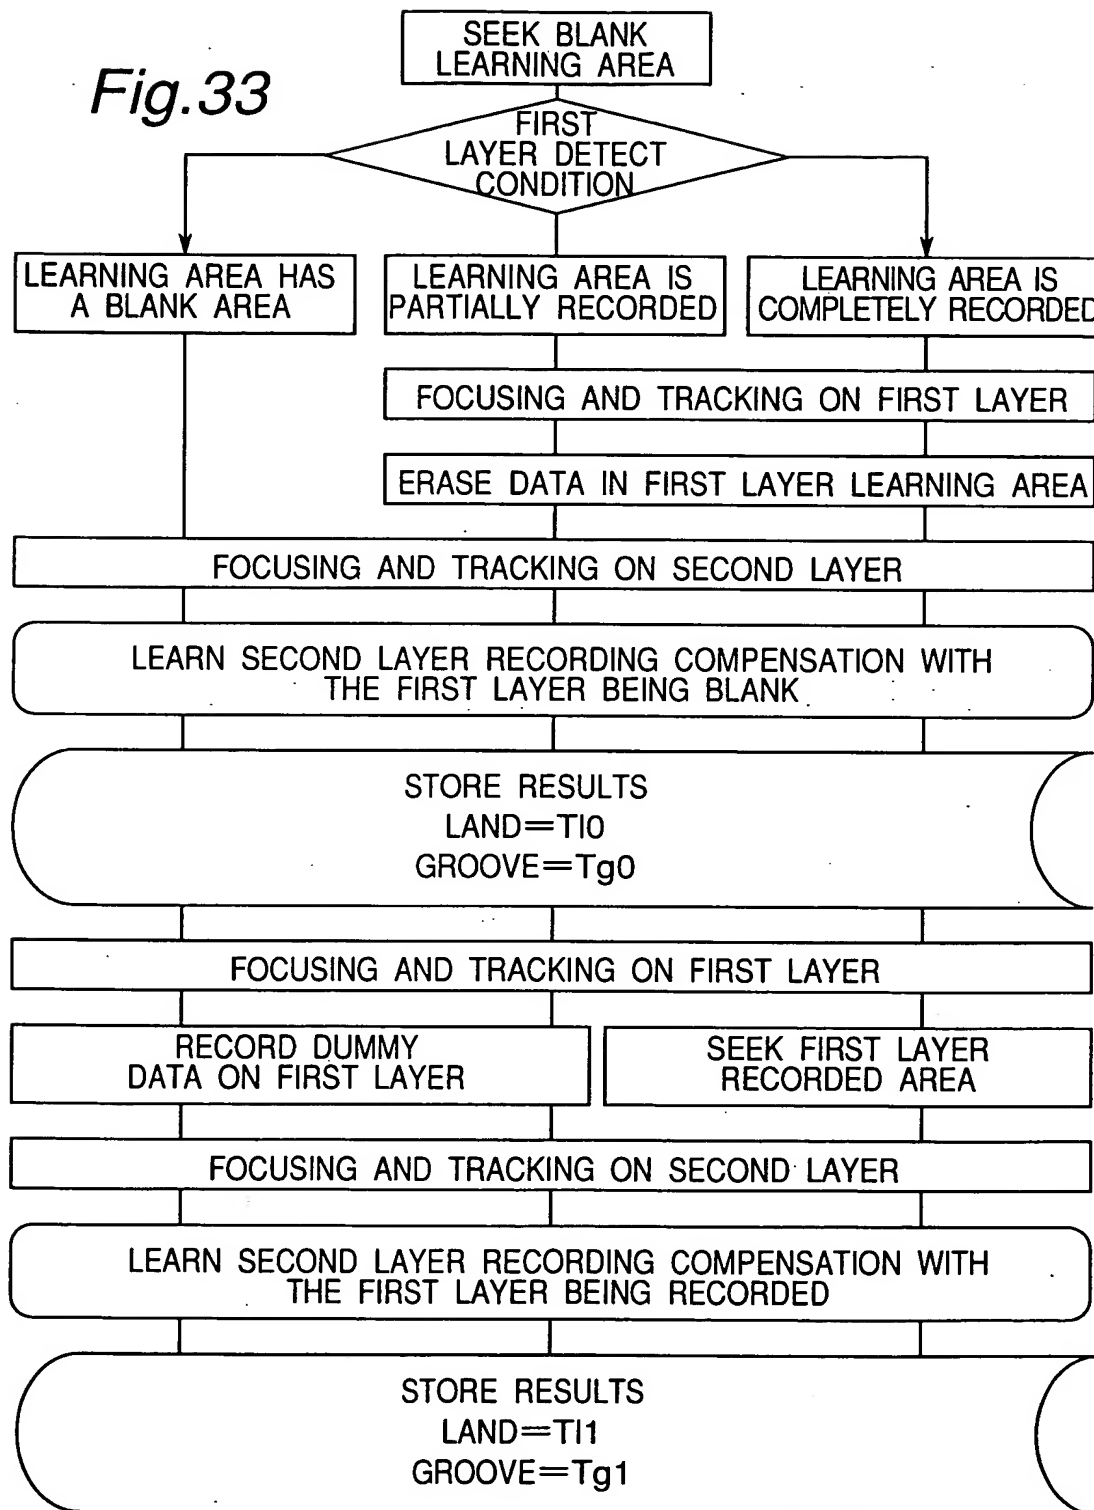 Fig.33
SEEK BLANK
LEARNING AREA
FIRST
LAYER DETECT
CONDITION
LEARNING AREA HAS
A BLANK AREA
LEARNING AREA IS
PARTIALLY RECORDED
LEARNING AREA IS
COMPLETELY RECORDED
FOCUSING AND TRACKING ON FIRST LAYER
ERASE DATA IN FIRST LAYER LEARNING AREA
FOCUSING AND TRACKING ON SECOND LAYER
LEARN SECOND LAYER RECORDING COMPENSATION WITH
THE FIRST LAYER BEING BLANK
STORE RESULTS
LAND=Tl0
GROOVE=Tg0
FOCUSING AND TRACKING ON FIRST LAYER
RECORD DUMMY
DATA ON FIRST LAYER
SEEK FIRST LAYER
RECORDED AREA
FOCUSING AND TRACKING ON SECOND LAYER
LEARN SECOND LAYER RECORDING COMPENSATION WITH
THE FIRST LAYER BEING RECORDED
STORE RESULTS
LAND=Tl1
GROOVE=Tg1